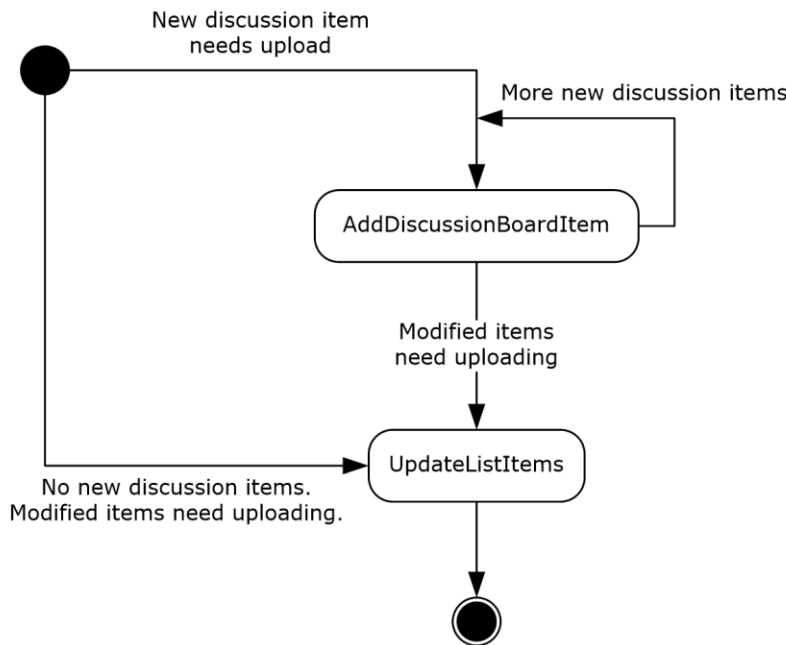 New discussion item
needs upload
More new discussion items
AddDiscussionBoardItem
Modified items
need uploading
UpdateListItems
No new discussion items.
Modified items need uploading.